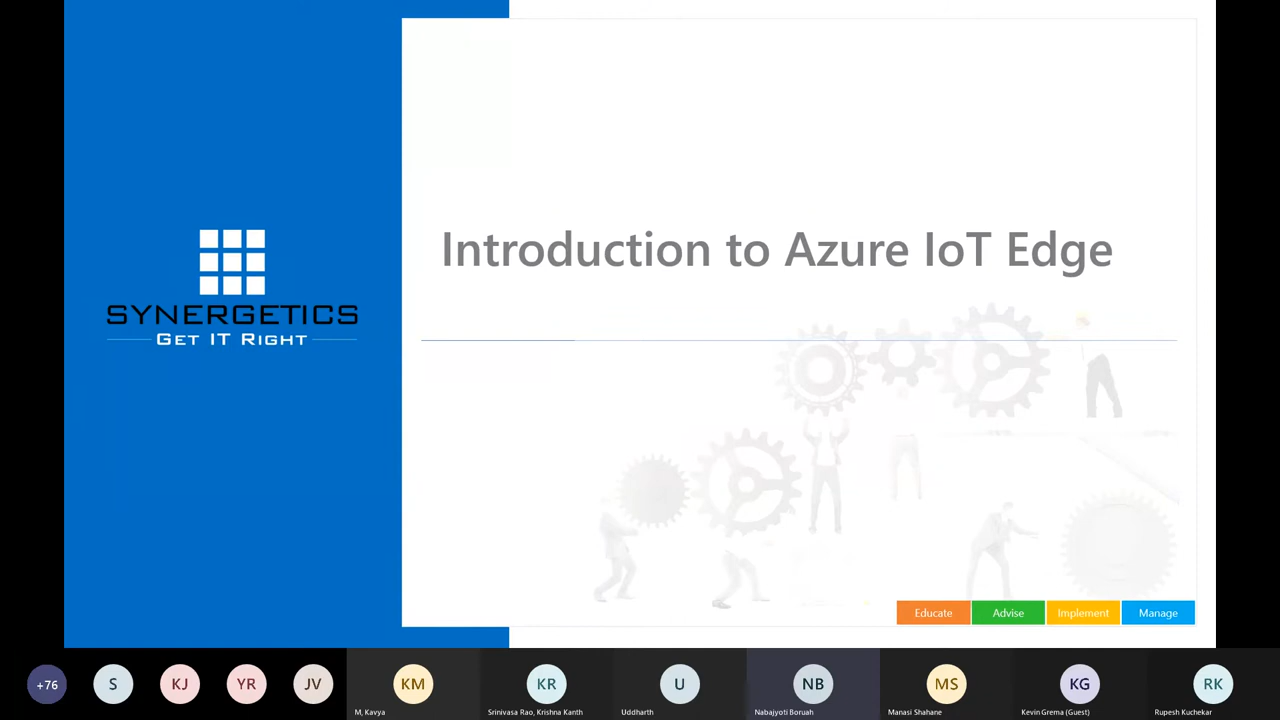 Introduction to Azure IoT Edge
SYNERGETICS
GET IT RIGHT
Educate
Advise
Implement
Manage
+76
S
KJ
YR
JV
KM
KR
U
NB
MS
KG
RK
M, Kavya
Srinivasa Rao, Krishna Kanth
Uddharth
Nabajyoti Boruah
Manasi Shahane
Kevin Grema (Guest)
Rupesh Kuchekar